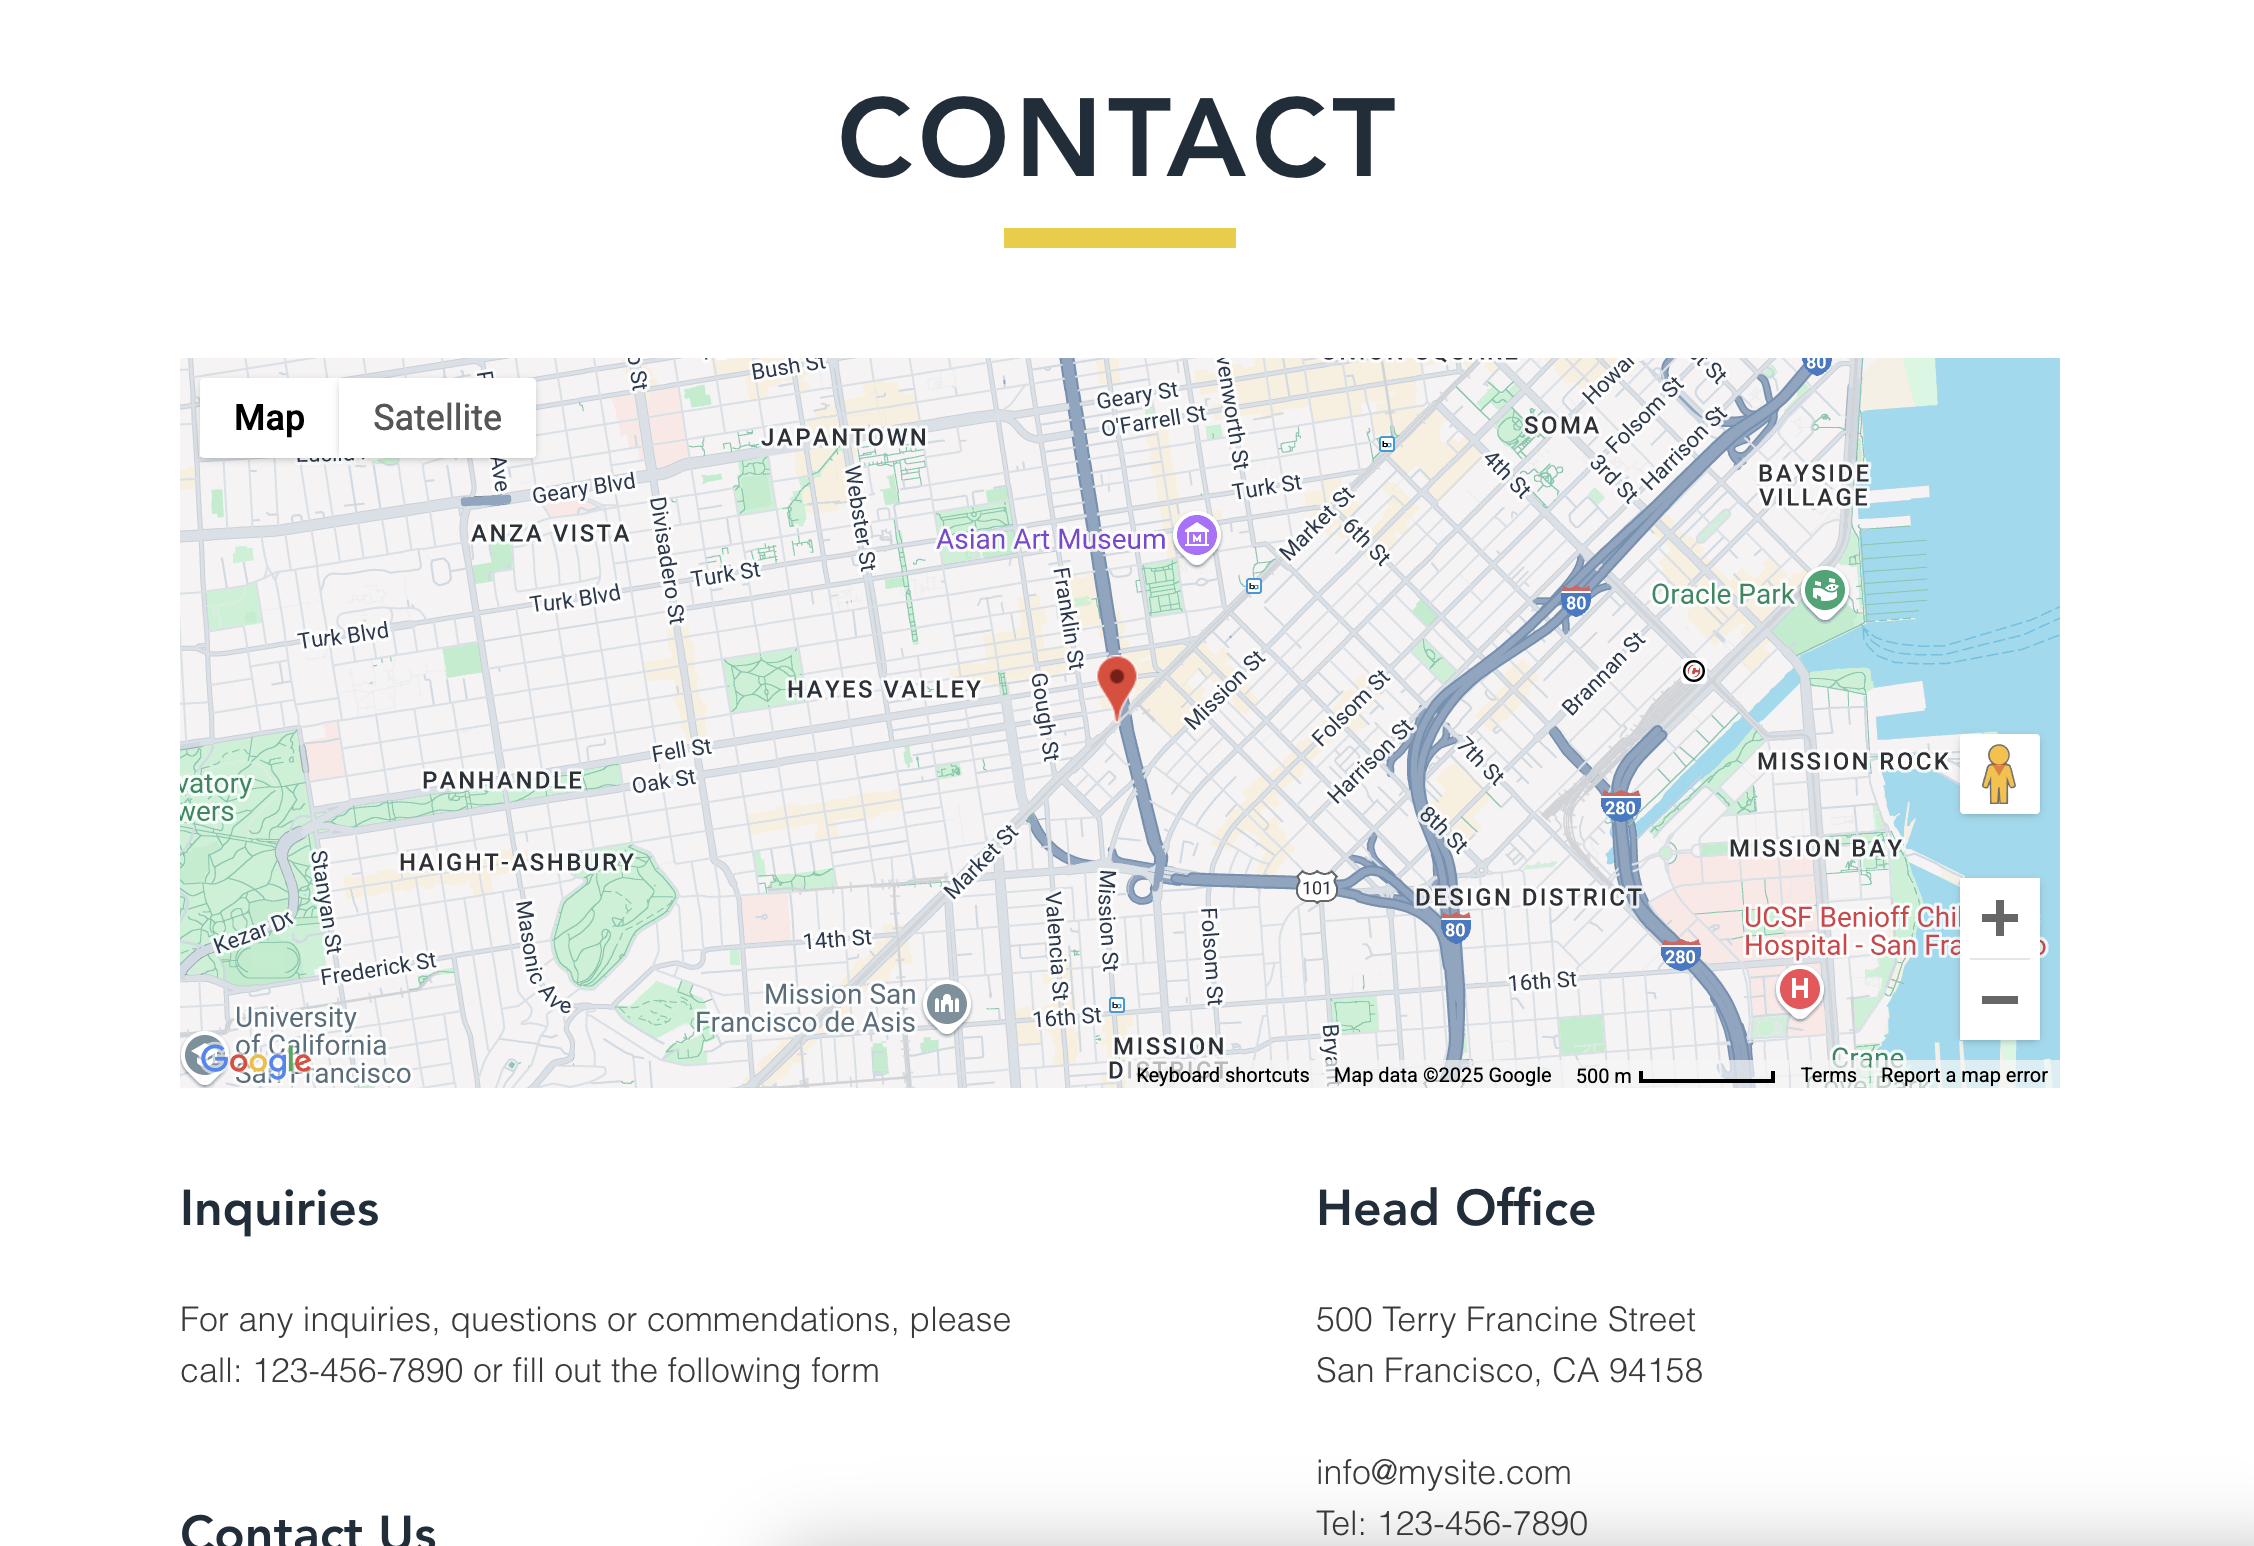 CONTACT
Map
Satellite
Bush St
Geary St
O'Farrell St
JAPANTOWN
SOMA
Folsom St
Harrison St
4th St
3rd St
80
BAYSIDE
VILLAGE
Ave
Geary Blvd
Webster St
Turk St
Market St
6th St
ANZA VISTA
Divisadero St
Asian Art Museum
Turk St
Turk Blvd
Franklin St
80
Oracle Park
Turk Blvd
Brannan St
HAYES VALLEY
Gough St
Mission St
Folsom St
Harrison St
7th St
Fell St
Oak St
PANHANDLE
MISSION ROCK
280
HAIGHT-ASHBURY
Market St
8th St
MISSION BAY
Stanyan St
Kezar Dr
Masonic Ave
Frederick St
14th St
Valencia St
Mission St
Folsom St
101
DESIGN DISTRICT
80
280
UCSF Benioff Chi
Hospital - San Fra
16th St
H
Mission San
Francisco de Asis
16th St
University
of California
San Francisco
Google
MISSION
DISTRICT
Crane
Keyboard shortcuts
Map data ©2025 Google
500 m
Terms
Report a map error
Inquiries
For any inquiries, questions or commendations, please
call: 123-456-7890 or fill out the following form
Contact Us
Head Office
500 Terry Francine Street
San Francisco, CA 94158
info@mysite.com
Tel: 123-456-7890